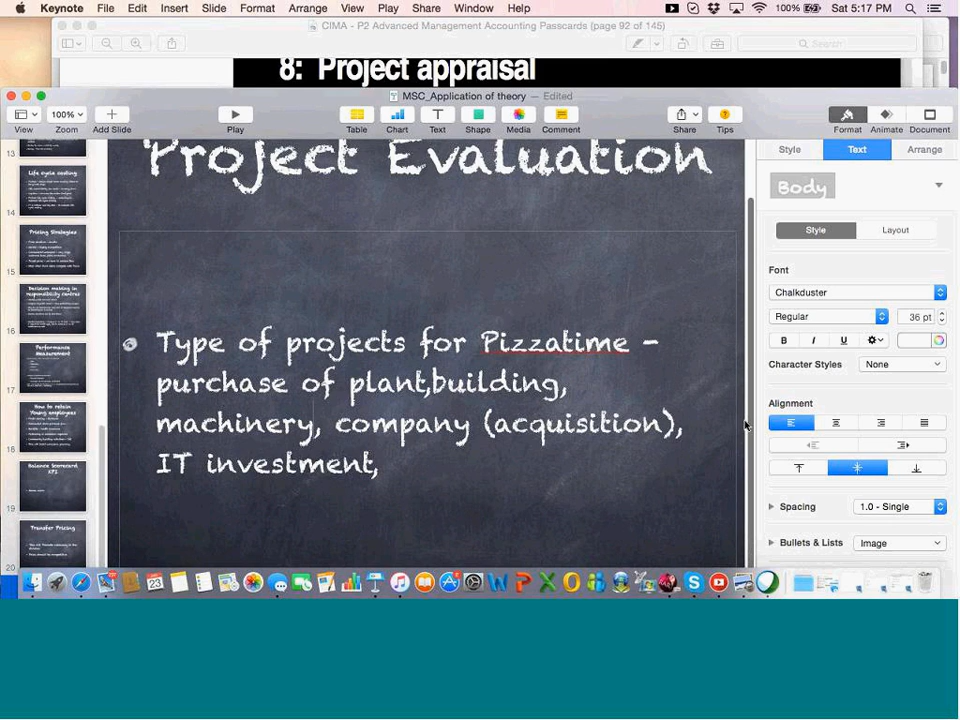 Keynote File Edit Insert Slide Format Arrange View Play Share Window Help 100% Sat 5:17 PM
CIMA - P2 Advanced Management Accounting Passcards (page 92 of 145)
Search
8: Project appraisal
MSC_Application of theory — Edited
100%
View Zoom Add Slide Play Table Chart Text Shape Media Comment Share Tips Format Animate Document
Style Text Arrange
Project Evaluation
Type of projects for Pizzatime -
purchase of plant,building,
machinery, company (acquisition),
IT investment,
13
Life cycle costing
14
Pricing Strategies
15
Decision making in
responsibility centres
16
Performance
Measurement
17
How to retain
Young employees
18
Balance Scorecard
KPI
19
Transfer Pricing
20
Body
Style Layout
Font
Chalkduster
Regular 36 pt
B I U
Character Styles None
Alignment
Spacing 1.0 - Single
Bullets & Lists Image
23